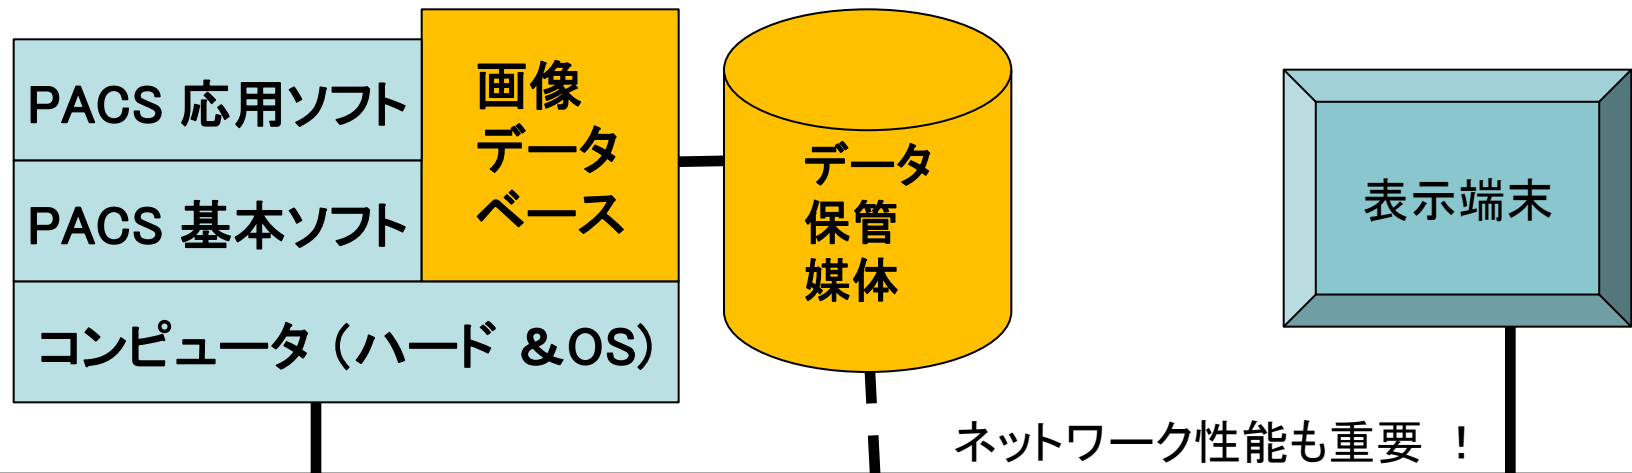 PACS 応用ソフト
PACS 基本ソフト
コンピュータ（ハード ＆OS）
画像
データ
ベース
データ
保管
媒体
表示端末
ネットワーク性能も重要 ！